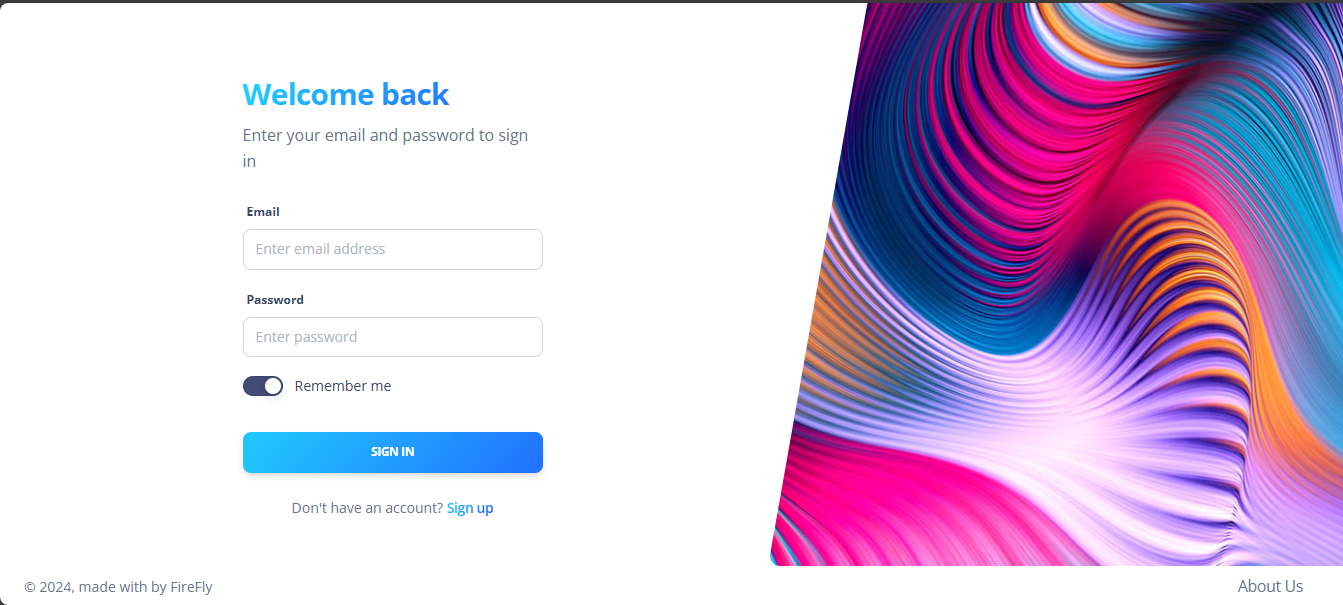 Welcome back
Enter your email and password to sign
in
Email
Enter email address
Password
Enter password
Remember me
SIGN IN
Don't have an account? Sign up
© 2024, made with by FireFly
About Us